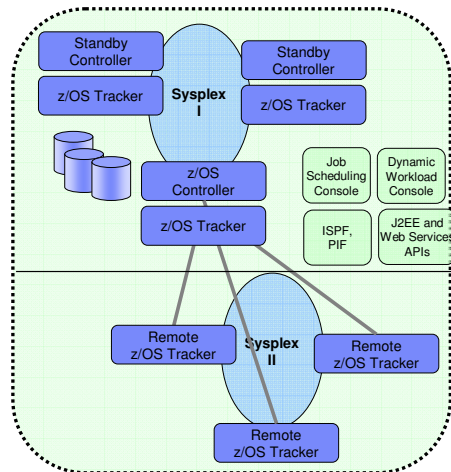 Standby
Controller
z/OS Tracker
Sysplex
I
Standby
Controller
z/OS Tracker
z/OS
Controller
z/OS Tracker
Job
Scheduling
Console
Dynamic
Workload
Console
ISPF,
PIF
J2EE and
Web Services
APIs
Remote
z/OS Tracker
Sysplex
II
Remote
z/OS Tracker
Remote
z/OS Tracker